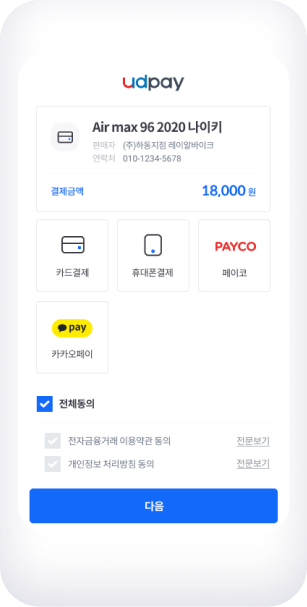 udpay
Air max 96 2020 나이키
판매자 (주)하동지점 레이알바이크
연락처 010-1234-5678
결제금액 18,000 원
카드결제 휴대폰결제 PAYCO 페이코
pay
카카오페이
전체동의
전자금융거래 이용약관 동의 전문보기
개인정보 처리방침 동의 전문보기
다음